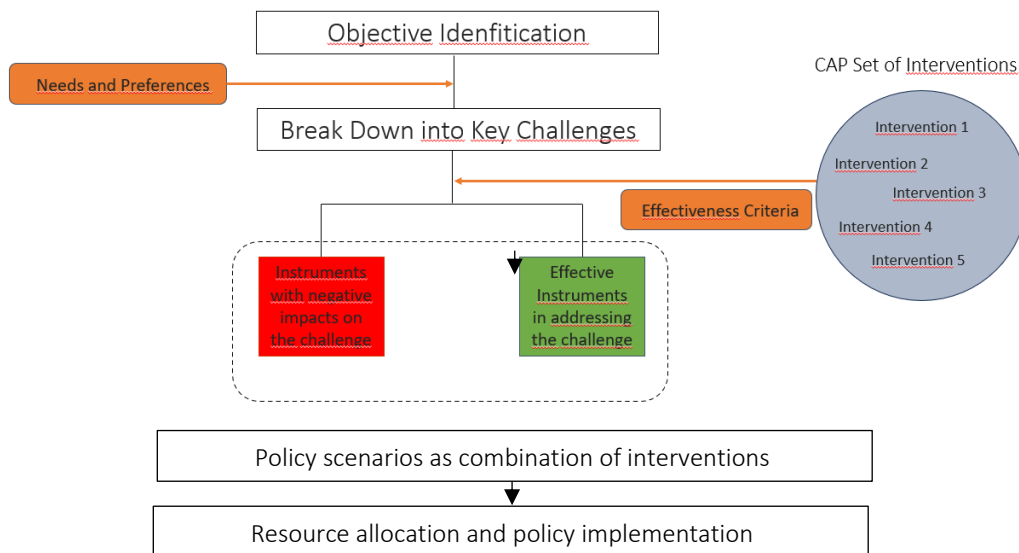 Objective Idenfitication
CAP Set of Interventions
Needs and Preferences
Break Down into Key Challenges
Intervention 1
Intervention 2
Intervention 3
Effectiveness Criteria
Intervention 4
Intervention 5
Instruments
with negative
impacts on
the challenge
Effective
Instruments
in addressing
the challenge
Policy scenarios as combination of interventions
Resource allocation and policy implementation